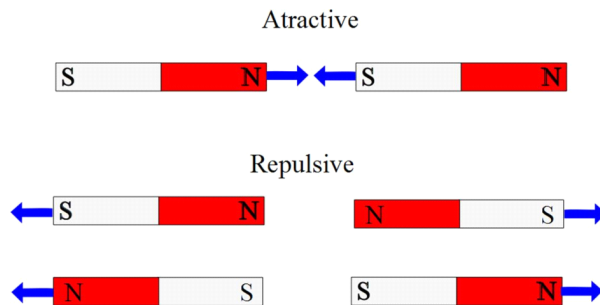 Atractive
S N S N
Repulsive
S N N S
N S S N